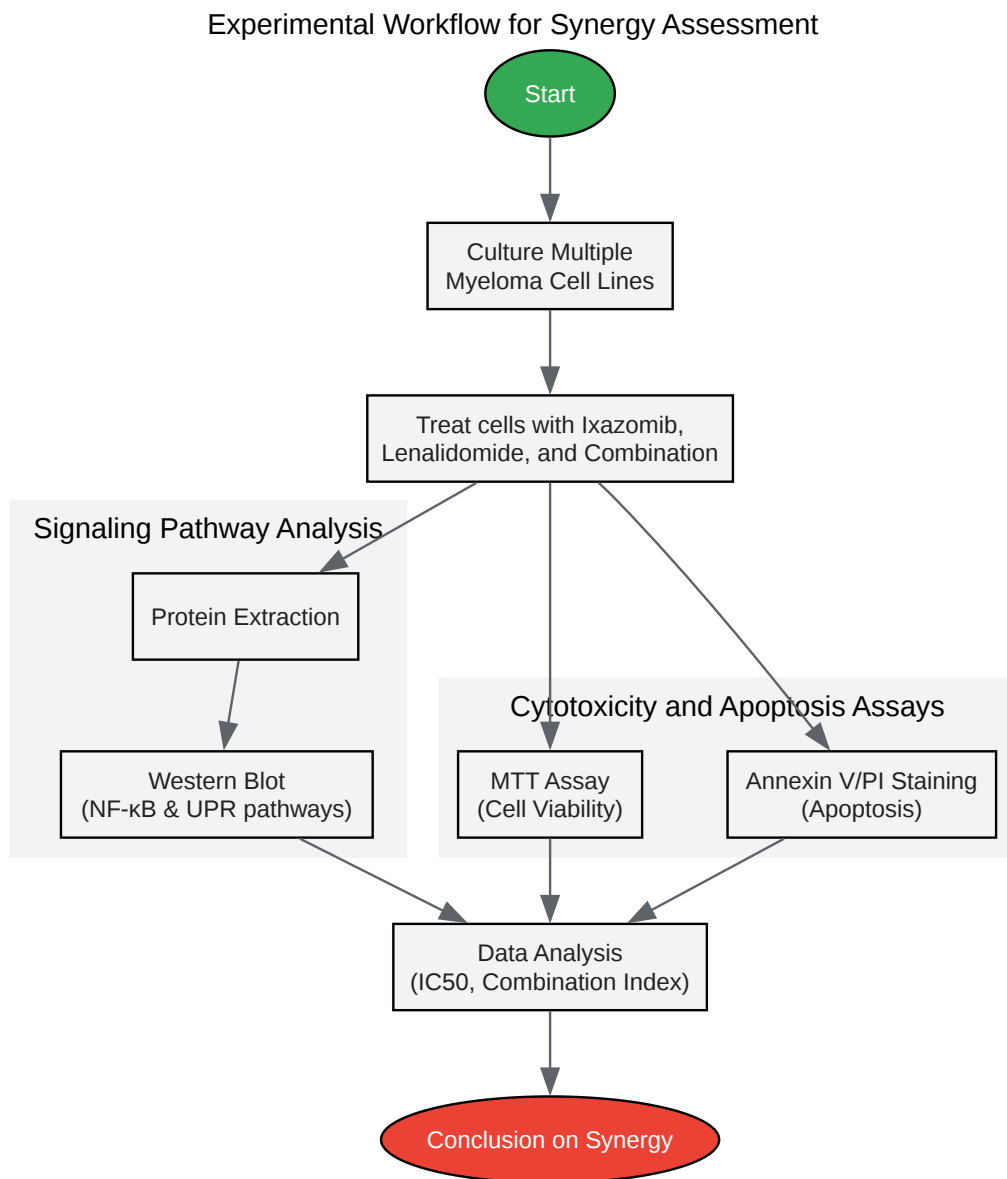 Experimental Workflow for Synergy Assessment
Start
Culture Multiple
Myeloma Cell Lines
Treat cells with Ixazomib,
Lenalidomide, and Combination
Signaling Pathway Analysis
Protein Extraction
Western Blot
(NF-κB & UPR pathways)
Cytotoxicity and Apoptosis Assays
MTT Assay
(Cell Viability)
Annexin V/PI Staining
(Apoptosis)
Data Analysis
(IC50, Combination Index)
Conclusion on Synergy